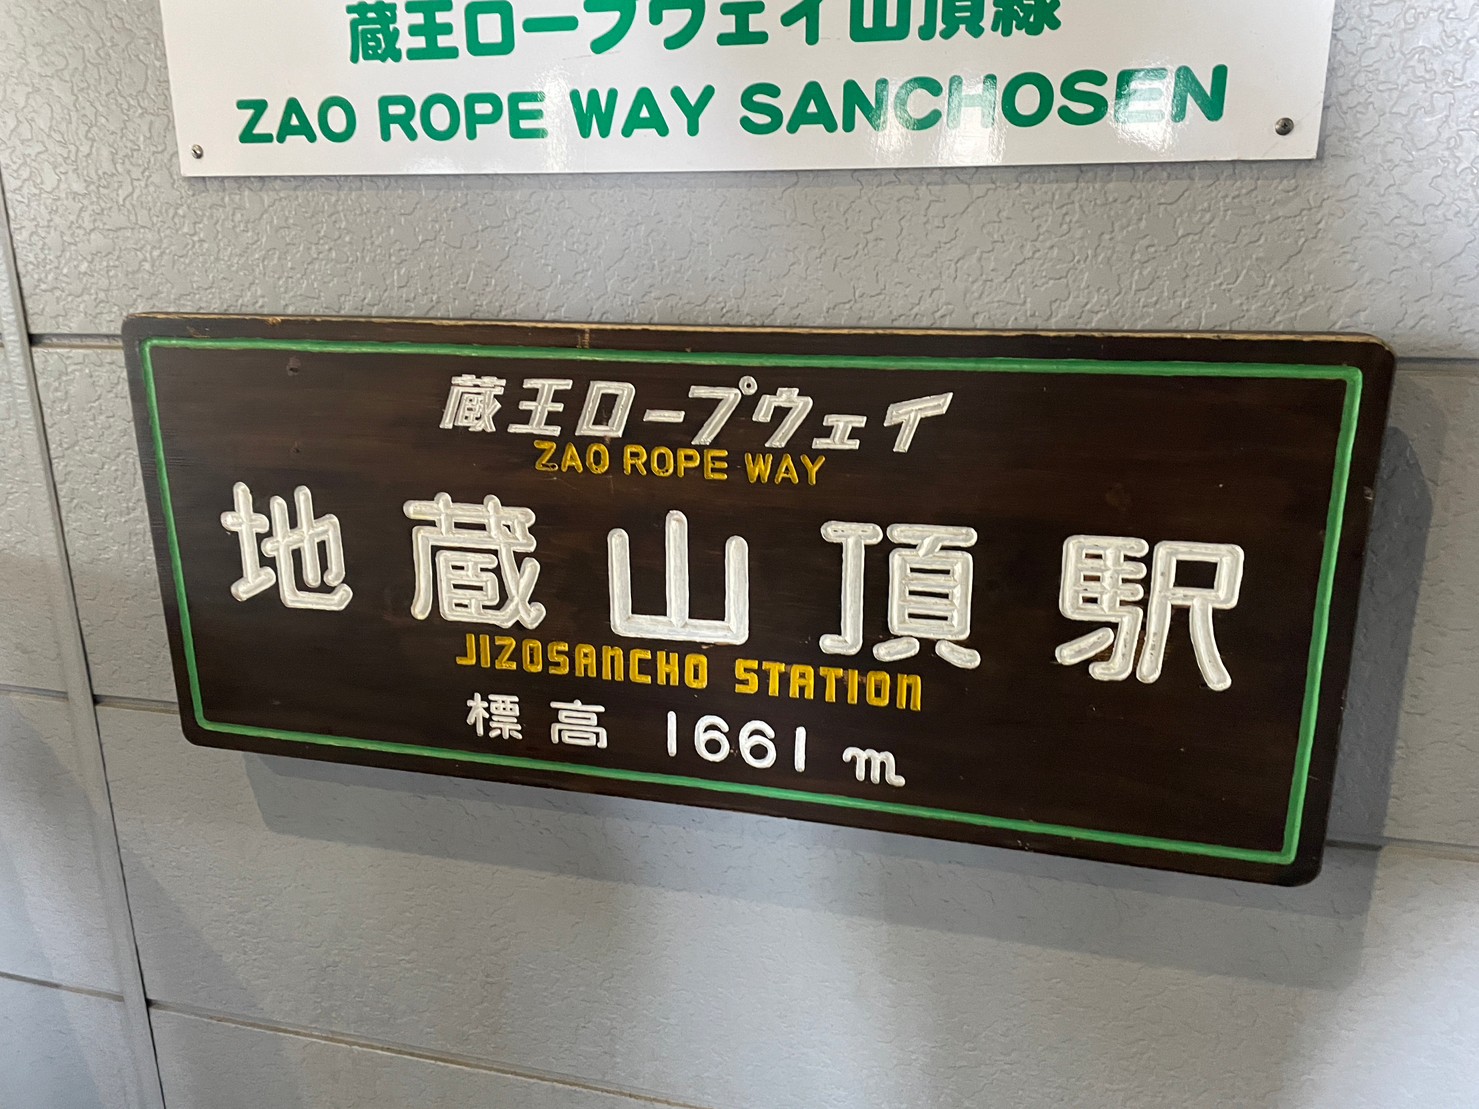 蔵王ロープウェイ山頂線
ZAO ROPE WAY SANCHOSEN
蔵王ロープウェイ
ZAO ROPE WAY
地蔵山頂駅
JIZOSANCHO STATION
標高 1661 m